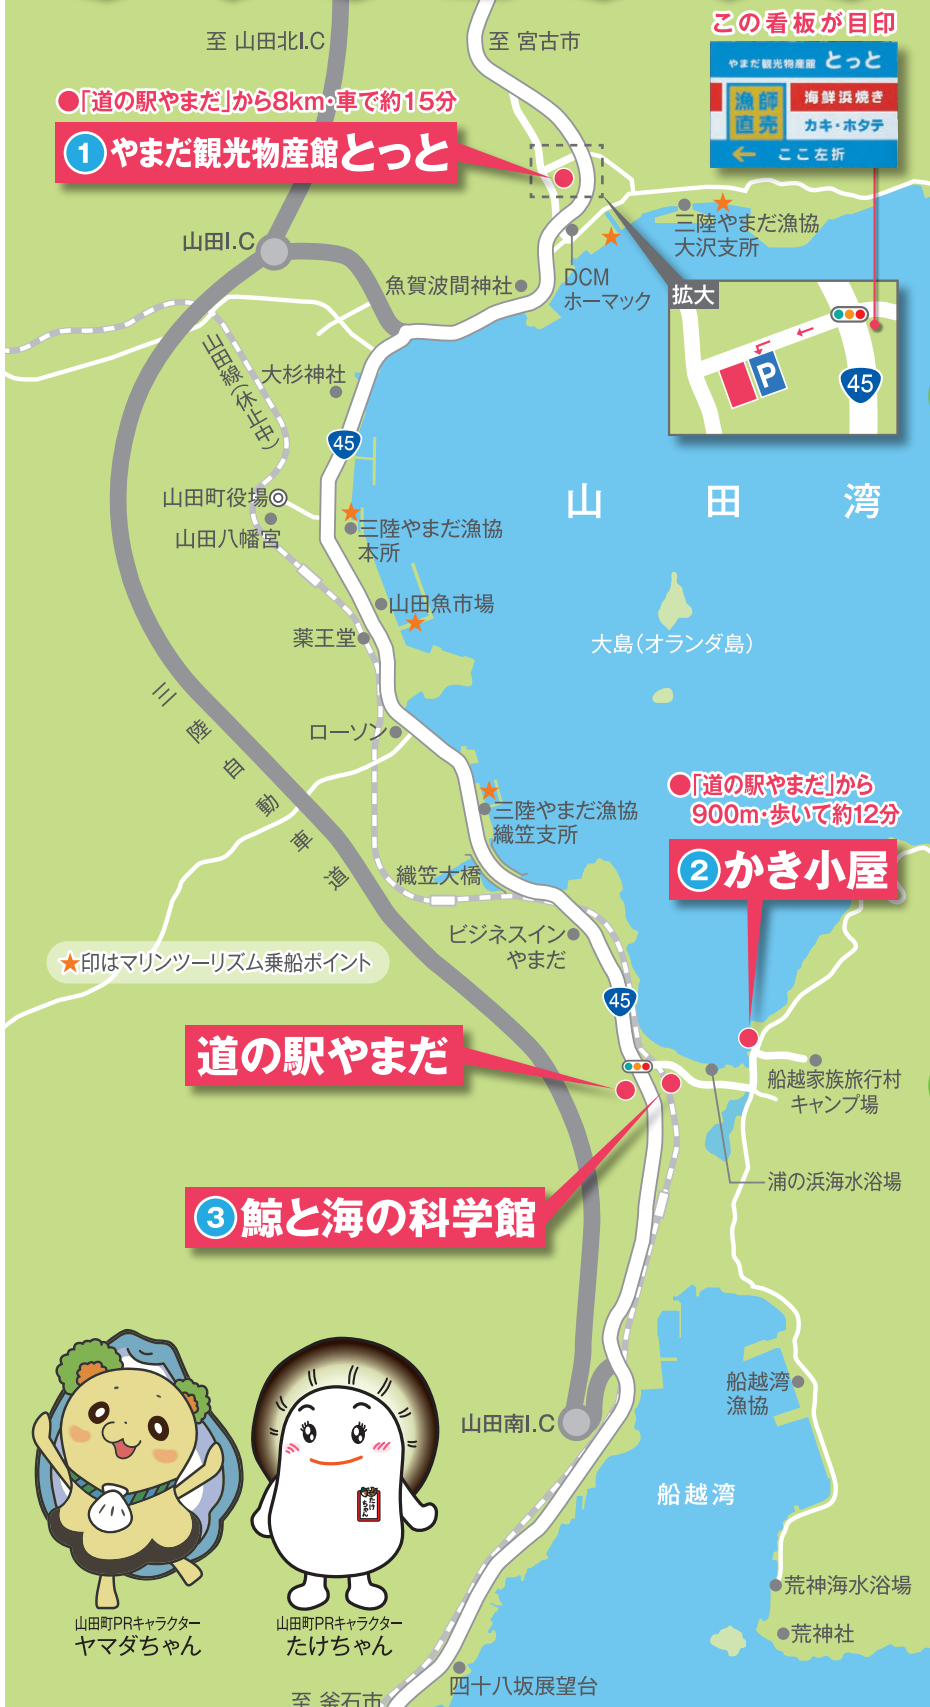 至 山田北I.C
至 宮古市
この看板が目印
やまだ観光物産館 とっと
漁師
直売
海鮮浜焼き
カキ・ホタテ
ここ左折
●「道の駅やまだ」から8km・車で約15分
1 やまだ観光物産館とっと
山田I.C
三陸やまだ漁協
大沢支所
DCM
ホーマック
魚賀波間神社
拡大
P
45
山田線(休止中)
大杉神社
45
山田町役場
山田八幡宮
三陸やまだ漁協
本所
山田湾
山田魚市場
薬王堂
大島(オランダ島)
三陸自動車道
ローソン
●「道の駅やまだ」から
900m・歩いて約12分
2 かき小屋
三陸やまだ漁協
織笠支所
織笠大橋
ビジネスイン
やまだ
★印はマリンツーリズム乗船ポイント
45
道の駅やまだ
船越家族旅行村
キャンプ場
浦の浜海水浴場
3 鯨と海の科学館
船越湾
漁協
山田南I.C
船越湾
たけちゃん
荒神海水浴場
荒神社
山田町PRキャラクター
ヤマダちゃん
山田町PRキャラクター
たけちゃん
四十八坂展望台
至 釜石市